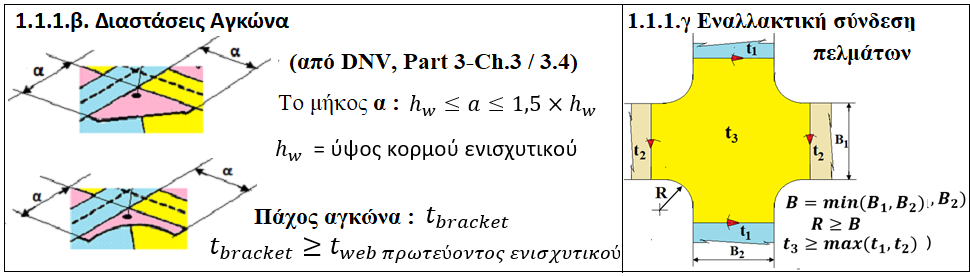 1.1.1.β. Διαστάσεις Αγκώνα
α
α
(από DNV, Part 3-Ch.3 / 3.4)
Το μήκος α : h_w ≤ a ≤ 1,5 × h_w
h_w = ύψος κορμού ενισχυτικού
α
α
Πάχος αγκώνα : t_bracket
t_bracket ≥ t_web πρωτεύοντος ενισχυτικού
1.1.1.γ Εναλλακτική σύνδεση
πελμάτων
t₁
t₃
t₂
t₂
B₁
R
t₁
B₂
B = min(B₁, B₂) , B₂)
R ≥ B
t₃ ≥ max(t₁, t₂) )